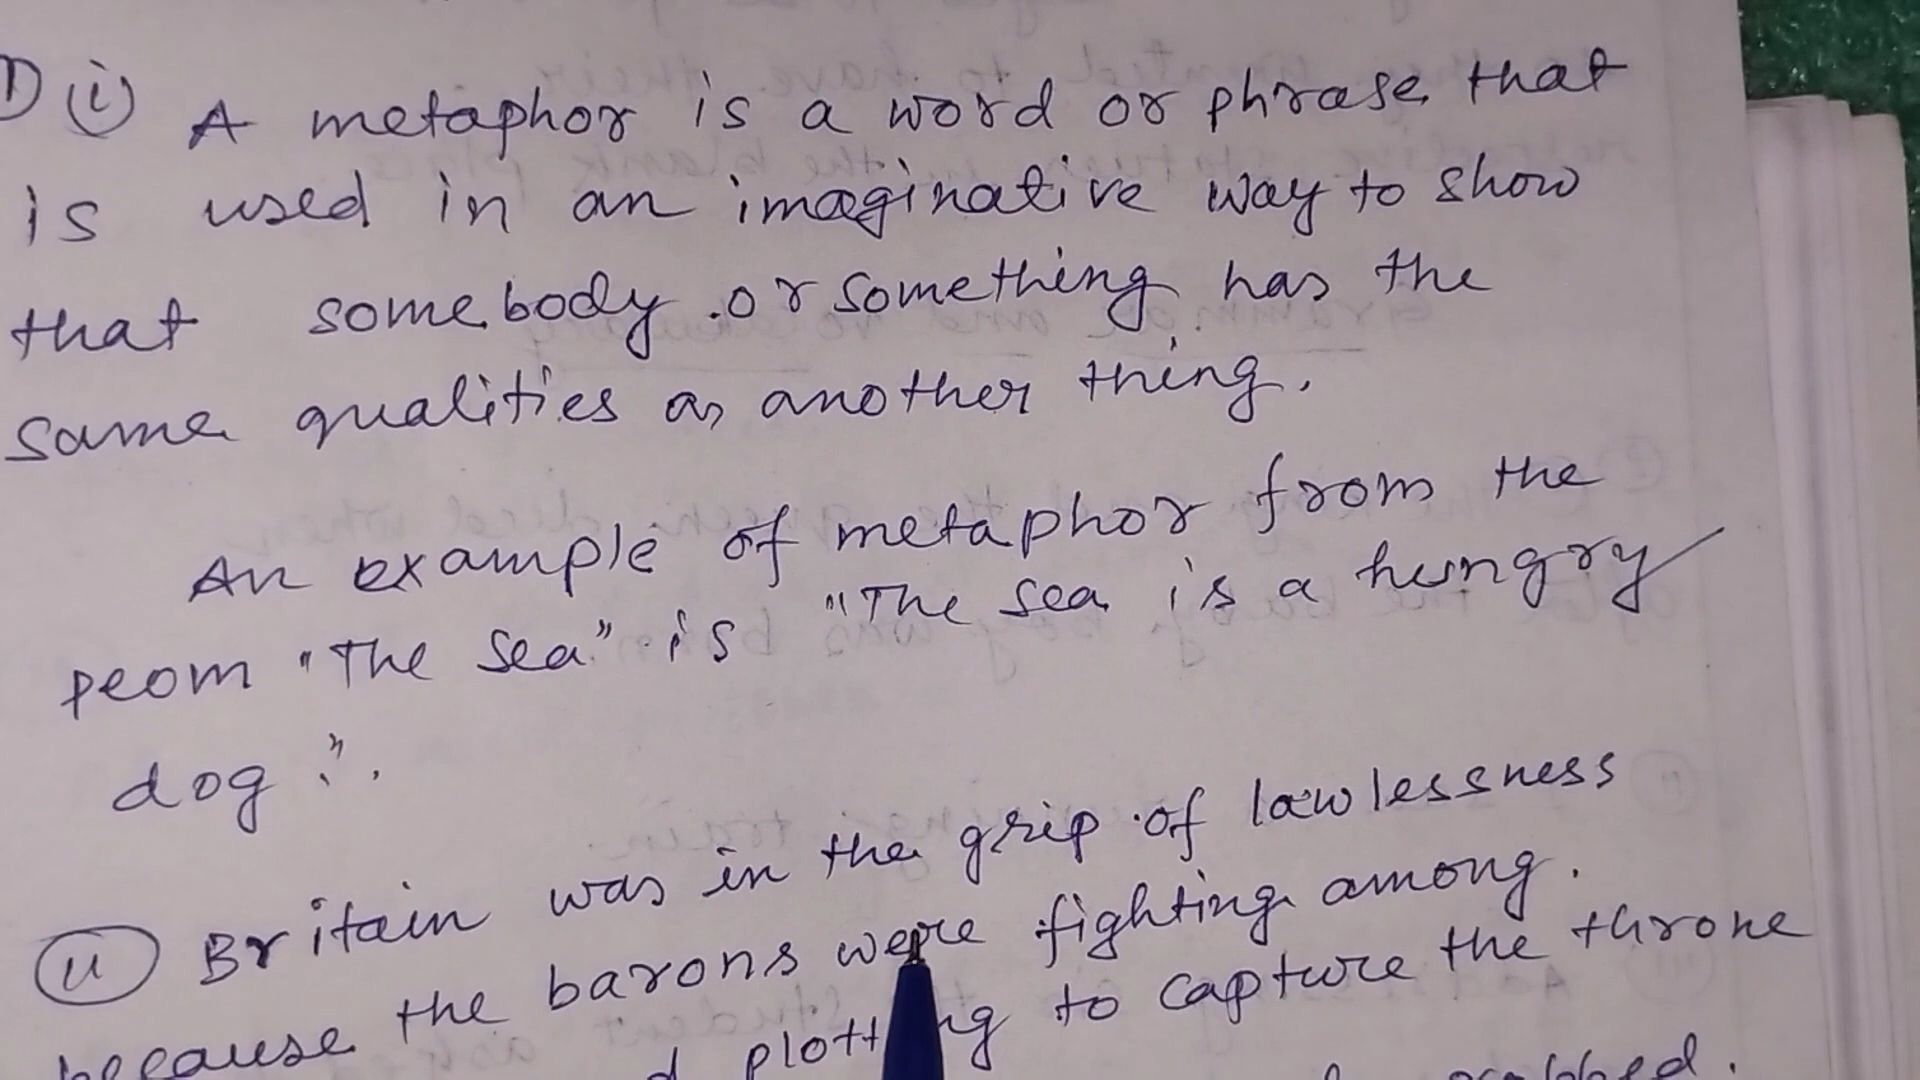 (i) A metaphor is a word or phrase that
is used in an imaginative way to show
that somebody or something has the
same qualities as another thing.
An example of metaphor from the
peom "The Sea" is "The sea is a hungry
dog".
(ii) Britain was in the grip of lawlessness
because the barons were fighting among
plotting to capture the throne